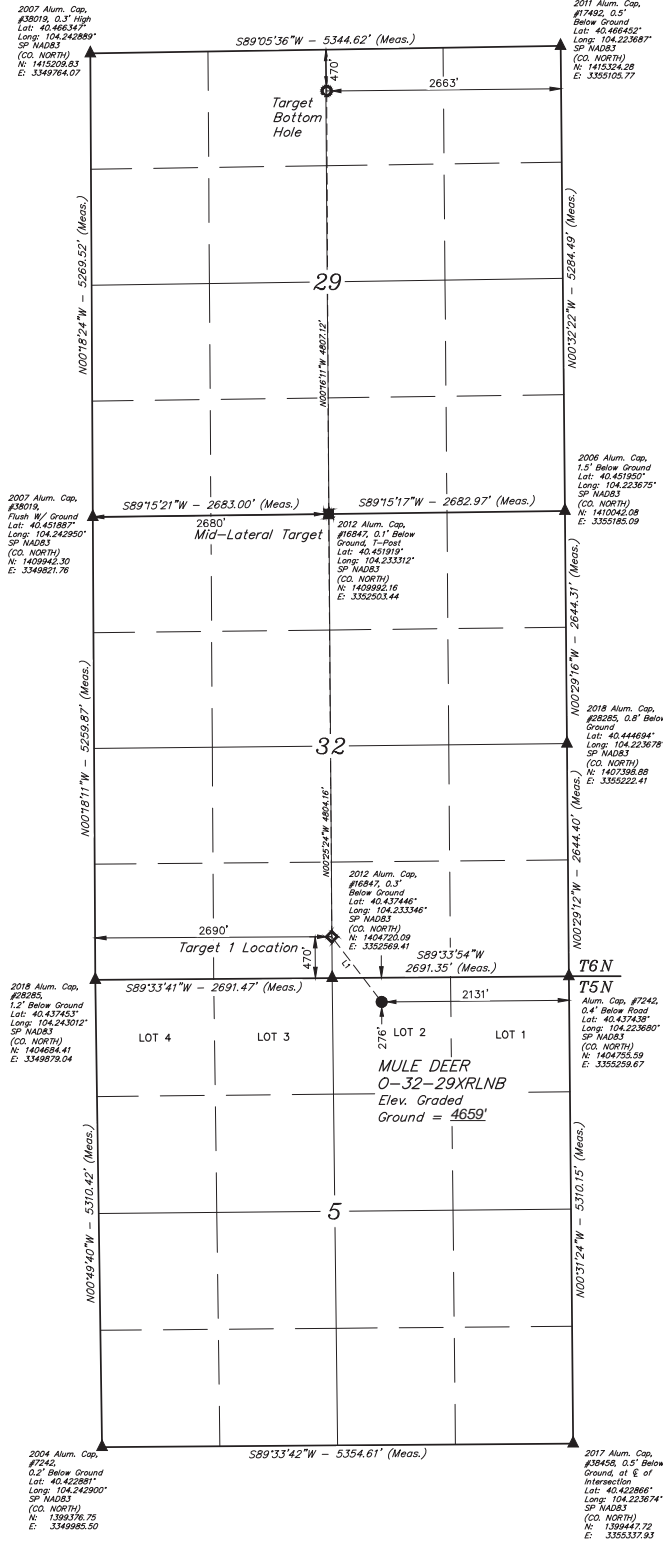 2007 Alum. Cap,
#38019, 0.3' High
Lat: 40.466347°
Long: 104.242889°
SP NAD83
(CO. NORTH)
N: 1415209.83
E: 3349764.07
S89°05'36"W - 5344.62' (Meas.)
2011 Alum. Cap,
#17492, 0.5'
Below Ground
Lat: 40.466452°
Long: 104.223687°
SP NAD83
(CO. NORTH)
N: 1415324.28
E: 3355105.77
470'
2663'
Target
Bottom
Hole
N00°18'24"W - 5269.52' (Meas.)
29
N00°32'22"W - 5284.49' (Meas.)
N00°16'11"W 4807.12'
2007 Alum. Cap,
#38019,
Flush W/ Ground
Lat: 40.451887°
Long: 104.242950°
SP NAD83
(CO. NORTH)
N: 1409942.30
E: 3349821.76
S89°15'21"W - 2683.00' (Meas.)
S89°15'17"W - 2682.97' (Meas.)
2680'
Mid-Lateral Target
2012 Alum. Cap,
#16847, 0.1' Below
Ground, T-Post
Lat: 40.451919°
Long: 104.233312°
SP NAD83
(CO. NORTH)
N: 1409992.16
E: 3352503.44
2006 Alum. Cap,
1.5' Below Ground
Lat: 40.451950°
Long: 104.223675°
SP NAD83
(CO. NORTH)
N: 1410042.08
E: 3355185.09
N00°29'16"W - 2644.31' (Meas.)
2018 Alum. Cap,
#28285, 0.8' Below
Ground
Lat: 40.444694°
Long: 104.223678°
SP NAD83
(CO. NORTH)
N: 1407398.88
E: 3355222.41
N00°18'11"W - 5259.87' (Meas.)
32
N00°25'24"W 4804.16'
N00°29'12"W - 2644.40' (Meas.)
2012 Alum. Cap,
#16847, 0.3'
Below Ground
Lat: 40.437446°
Long: 104.233346°
SP NAD83
(CO. NORTH)
N: 1404720.09
E: 3352569.41
2690'
Target 1 Location
470'
L1
S89°33'54"W
2691.35' (Meas.)
T6N
T5N
2018 Alum. Cap,
#28285,
1.2' Below Ground
Lat: 40.437453°
Long: 104.243012°
SP NAD83
(CO. NORTH)
N: 1404684.41
E: 3349879.04
S89°33'41"W - 2691.47' (Meas.)
2131'
276'
LOT 4
LOT 3
LOT 2
LOT 1
Alum. Cap, #7242,
0.4' Below Road
Lat: 40.437438°
Long: 104.223680°
SP NAD83
(CO. NORTH)
N: 1404755.59
E: 3355259.67
MULE DEER
O-32-29XRLNB
Elev. Graded
Ground = 4659'
N00°49'40"W - 5310.42' (Meas.)
5
N00°31'24"W - 5310.15' (Meas.)
S89°33'42"W - 5354.61' (Meas.)
2004 Alum. Cap,
#7242,
0.2' Below Ground
Lat: 40.422881°
Long: 104.242900°
SP NAD83
(CO. NORTH)
N: 1399376.75
E: 3349985.50
2017 Alum. Cap,
#38458, 0.5' Below
Ground, at ℄ of
Intersection
Lat: 40.422866°
Long: 104.223674°
SP NAD83
(CO. NORTH)
N: 1399447.72
E: 3355337.93